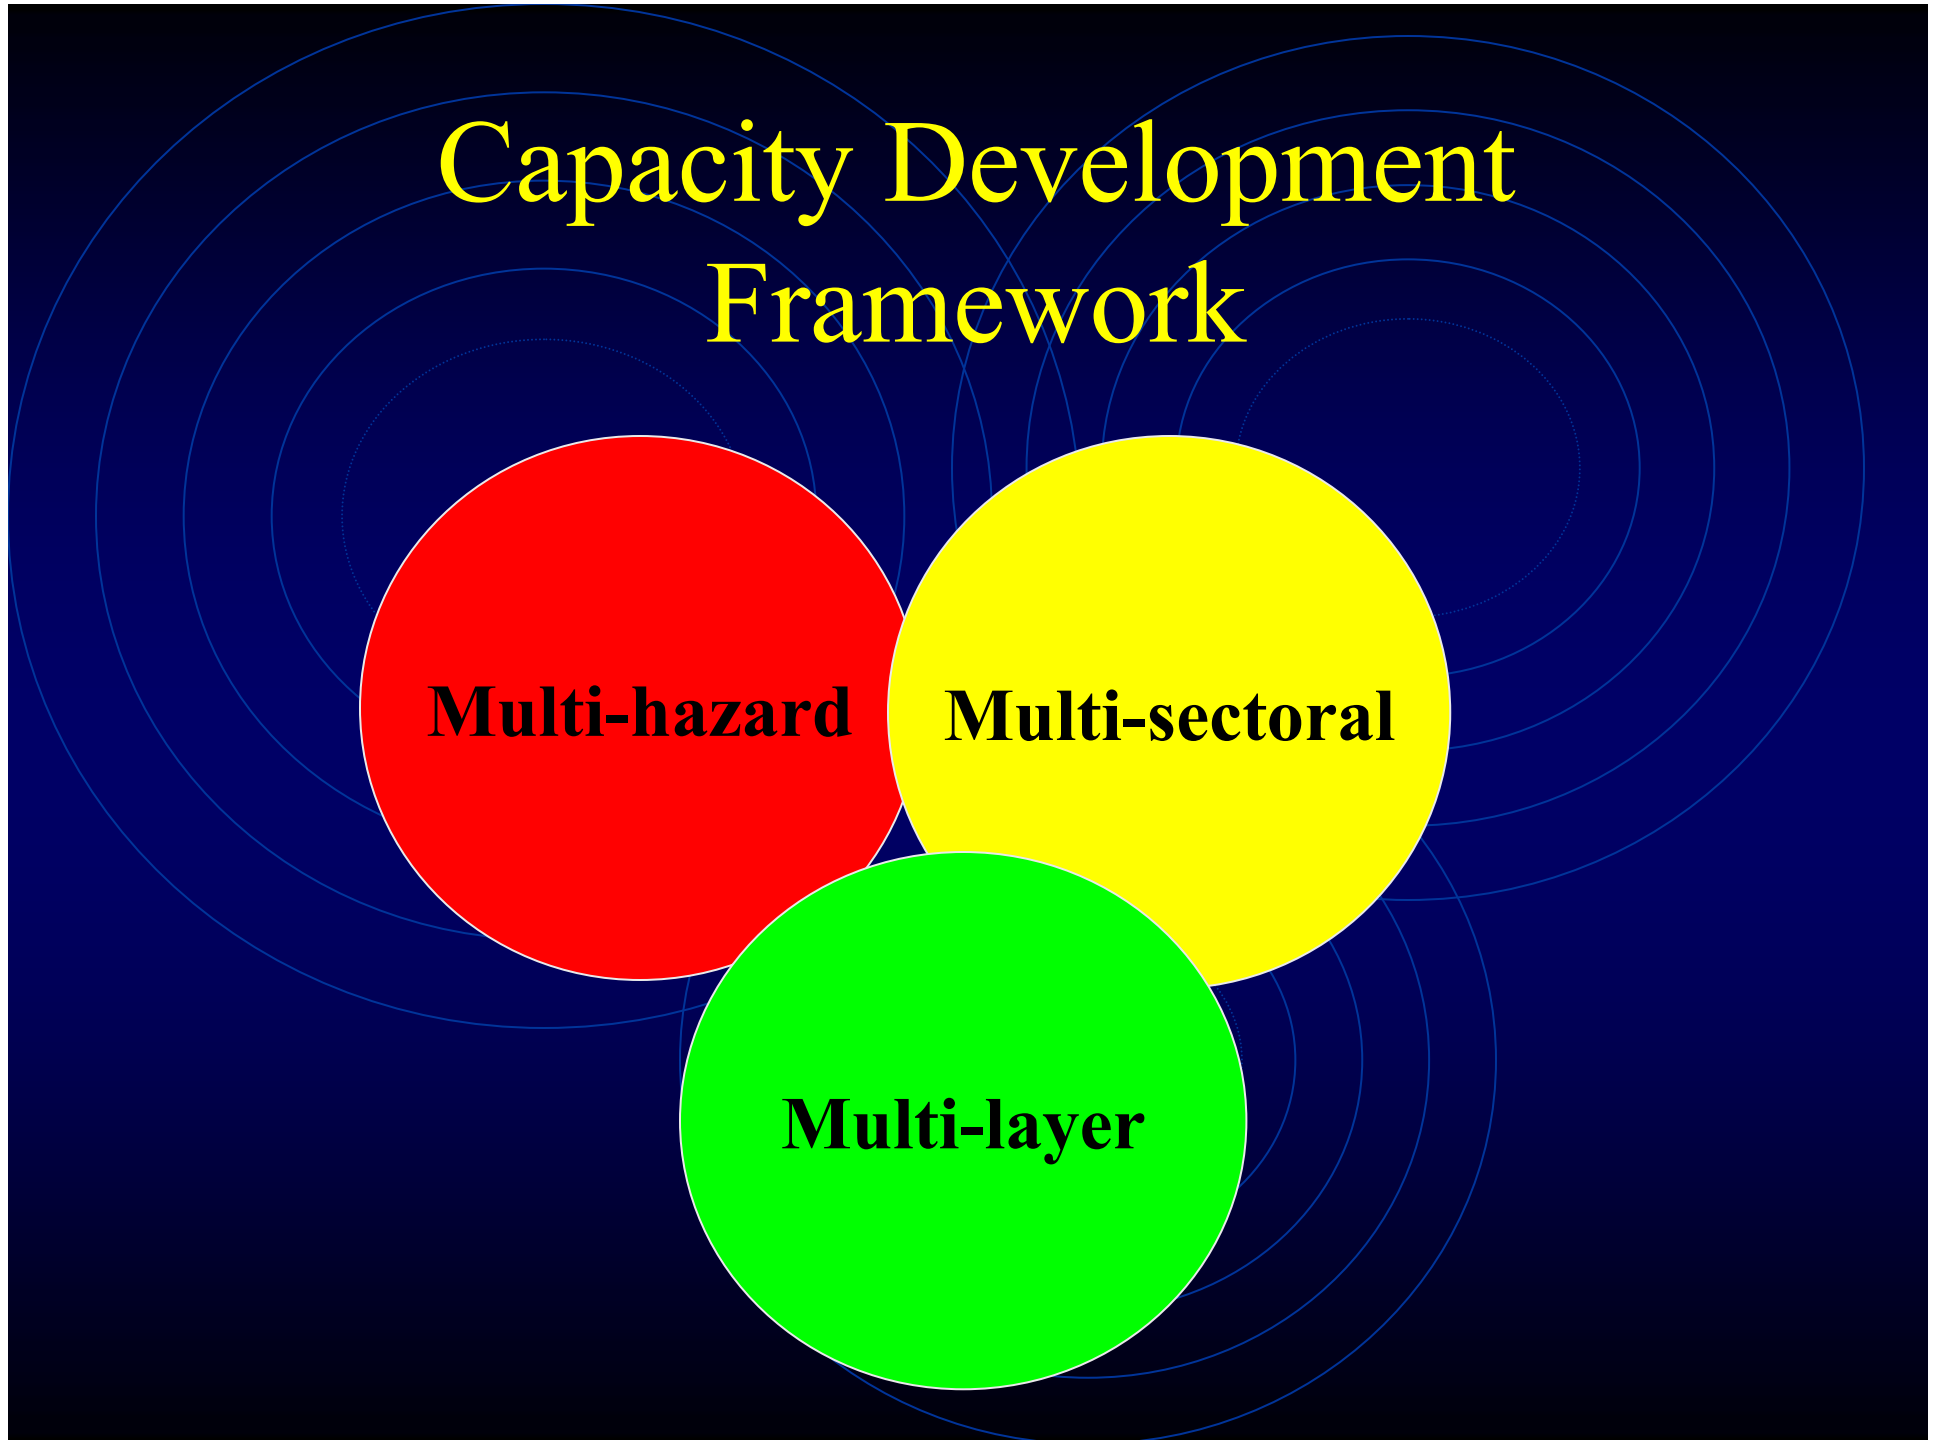 Capacity Development
Framework
Multi-hazard
Multi-sectoral
Multi-layer